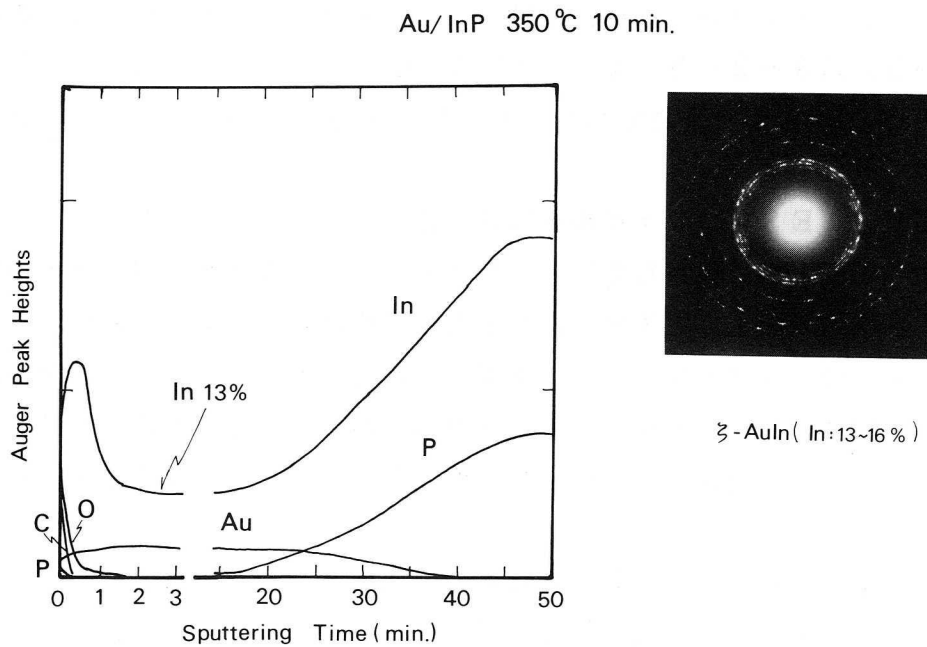 Au/InP 350°C 10 min.
Auger Peak Heights
In
In 13%
P
Au
C
O
P
0 1 2 3 20 30 40 50
Sputtering Time (min.)
ζ-AuIn ( In: 13~16 % )